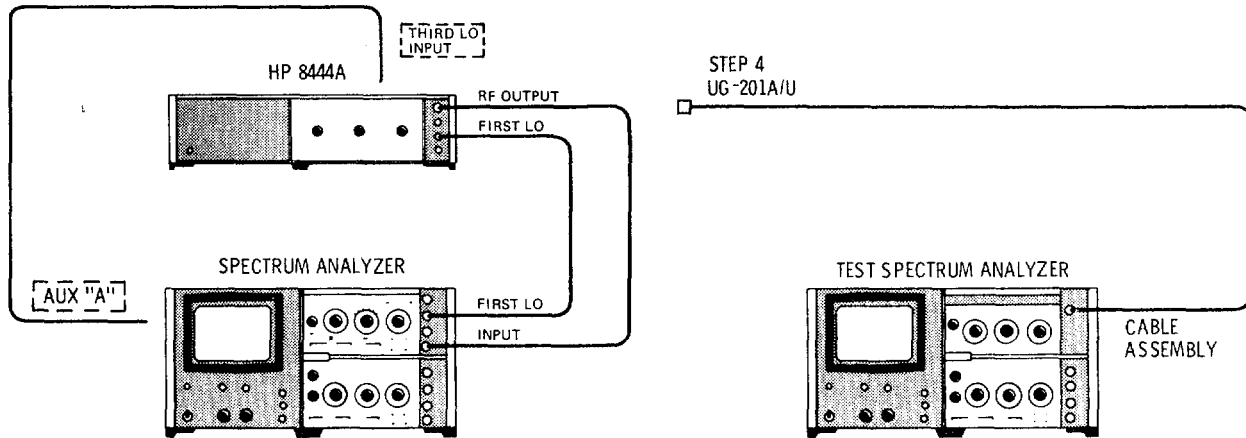 THIRD LO
INPUT
HP 8444A
RF OUTPUT
FIRST LO
SPECTRUM ANALYZER
AUX "A"
FIRST LO
INPUT
STEP 4
UG-201A/U
TEST SPECTRUM ANALYZER
CABLE
ASSEMBLY